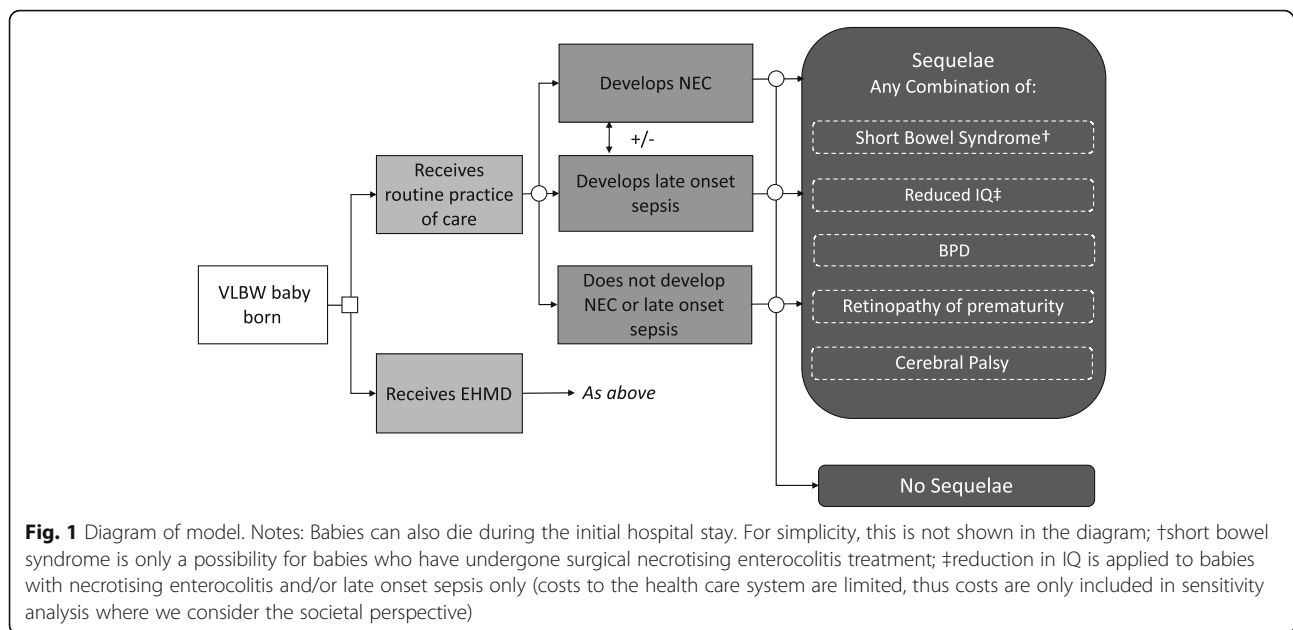 VLBW baby
born
Receives
routine practice
of care
Receives EHMD
As above
Develops NEC
+/-
Develops late onset
sepsis
Does not develop
NEC or late onset
sepsis
Sequelae
Any Combination of:
Short Bowel Syndrome†
Reduced IQ‡
BPD
Retinopathy of prematurity
Cerebral Palsy
No Sequelae
Fig. 1 Diagram of model. Notes: Babies can also die during the initial hospital stay. For simplicity, this is not shown in the diagram; †short bowel
syndrome is only a possibility for babies who have undergone surgical necrotising enterocolitis treatment; ‡reduction in IQ is applied to babies
with necrotising enterocolitis and/or late onset sepsis only (costs to the health care system are limited, thus costs are only included in sensitivity
analysis where we consider the societal perspective)